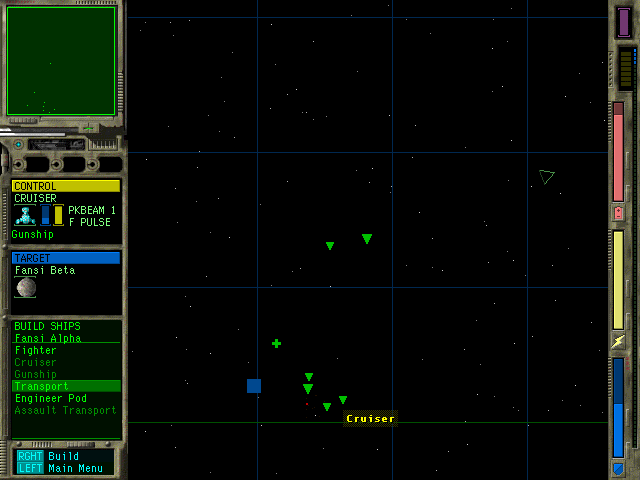 CONTROL
CRUISER
PKBEAM 1
F PULSE
Gunship
TARGET
Fansi Beta
BUILD SHIPS
Fansi Alpha
Fighter
Cruiser
Gunship
Transport
Engineer Pod
Assault Transport
RGHT Build
LEFT Main Menu
Cruiser